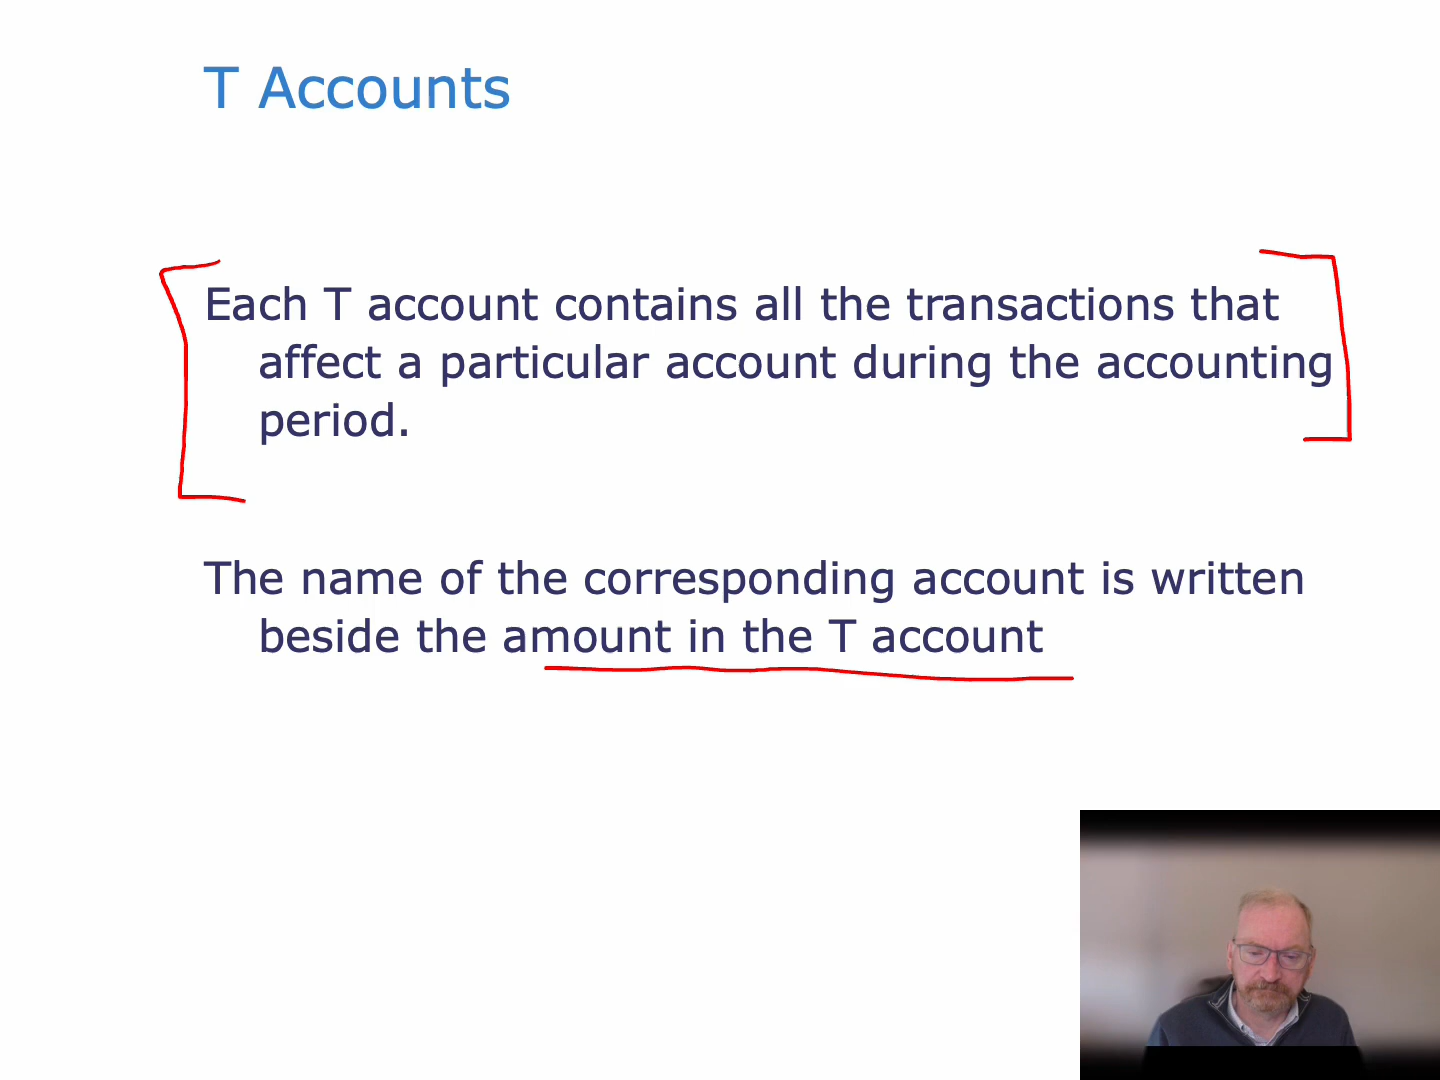 T Accounts
Each T account contains all the transactions that
affect a particular account during the accounting
period.
The name of the corresponding account is written
beside the amount in the T account